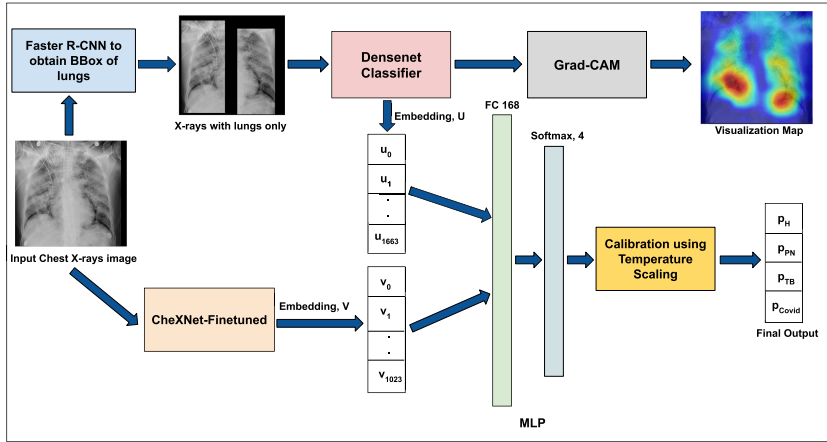 Faster R-CNN to
obtain BBox of
lungs
X-rays with lungs only
Densenet
Classifier
Grad-CAM
Visualization Map
Embedding, U
FC 168
Softmax, 4
u0
u1
.
.
u1663
Input Chest X-rays image
CheXNet-Finetuned
Embedding, V
v0
v1
.
.
v1023
Calibration using
Temperature
Scaling
pH
pPN
pTB
pCovid
Final Output
MLP